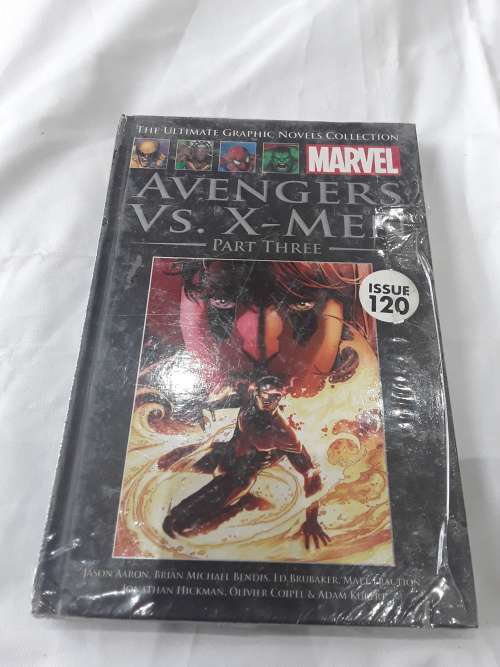 The Ultimate Graphic Novels Collection
MARVEL
Avengers
Vs. X-Men
Part Three
ISSUE
120
Jason Aaron, Brian Michael Bendis, Ed Brubaker, Matt Fraction,
Jonathan Hickman, Olivier Coipel & Adam Kubert